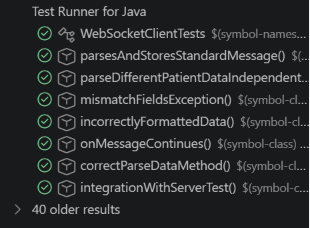 Test Runner for Java
WebSocketClientTests $(symbol-names...
parsesAndStoresStandardMessage() $(...
parseDifferentPatientDataIndependent...
mismatchFieldsException() $(symbol-cl...
incorrectlyFormattedData() $(symbol-cl...
onMessageContinues() $(symbol-class) ...
correctParseDataMethod() $(symbol-cl...
integrationWithServerTest() $(symbol-c...
40 older results